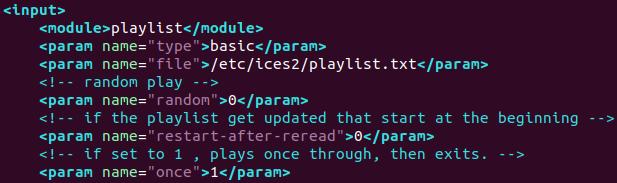 <input>
<module>playlist</module>
<param name="type">basic</param>
<param name="file">/etc/ices2/playlist.txt</param>
<!-- random play -->
<param name="random">0</param>
<!-- if the playlist get updated that start at the beginning -->
<param name="restart-after-reread">0</param>
<!-- if set to 1 , plays once through, then exits. -->
<param name="once">1</param>